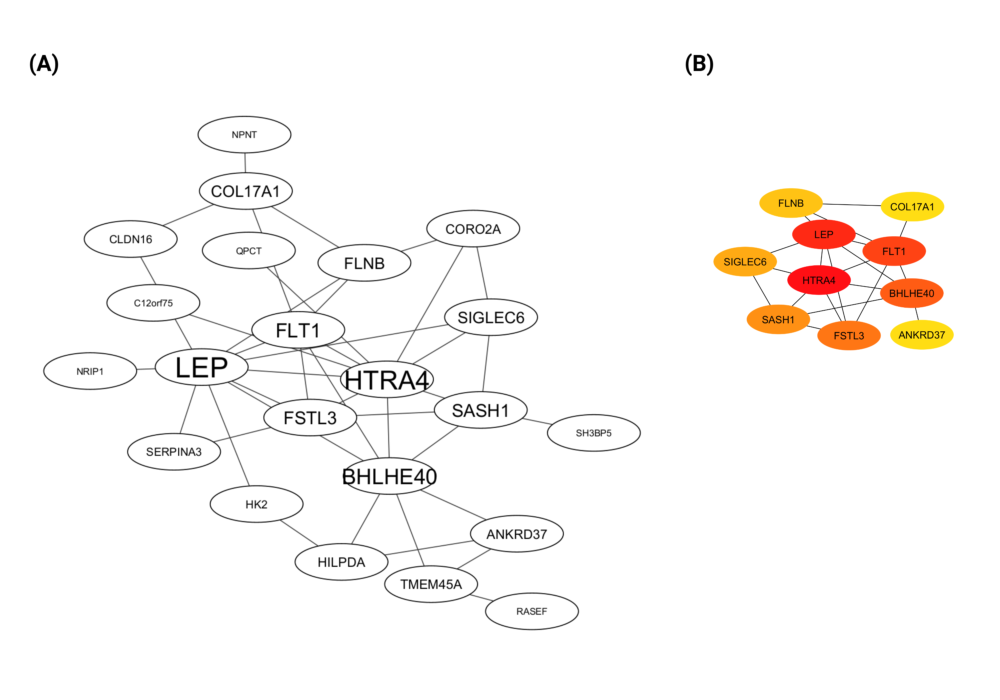 (A)
(B)
NPNT
COL17A1
CLDN16
QPCT
CORO2A
FLNB
C12orf75
SIGLEC6
FLT1
NRIP1
LEP
HTRA4
FSTL3
SASH1
SH3BP5
SERPINA3
BHLHE40
HK2
ANKRD37
HILPDA
TMEM45A
RASEF
FLNB
COL17A1
LEP
FLT1
SIGLEC6
HTRA4
BHLHE40
SASH1
FSTL3
ANKRD37